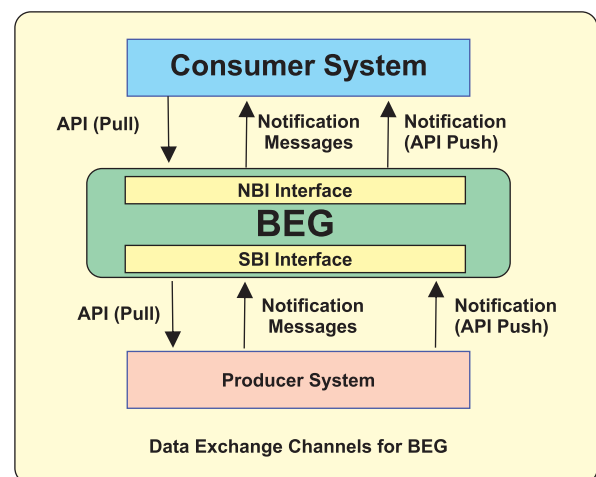 Consumer System
API (Pull)
Notification
Messages
Notification
(API Push)
NBI Interface
BEG
SBI Interface
API (Pull)
Notification
Messages
Notification
(API Push)
Producer System
Data Exchange Channels for BEG